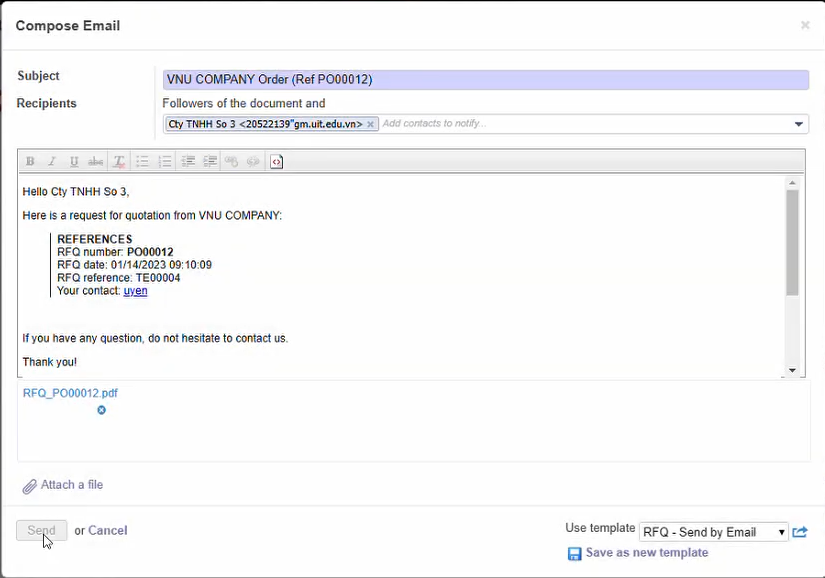 Compose Email
×
Subject
VNU COMPANY Order (Ref PO00012)
Recipients
Followers of the document and
Cty TNHH So 3 <20522139"gm.uit.edu.vn> ×
Add contacts to notify...
B I U abc T
Hello Cty TNHH So 3,
Here is a request for quotation from VNU COMPANY:
REFERENCES
RFQ number: PO00012
RFQ date: 01/14/2023 09:10:09
RFQ reference: TE00004
Your contact: uyen
If you have any question, do not hesitate to contact us.
Thank you!
RFQ_PO00012.pdf
Attach a file
Send or Cancel
Use template RFQ - Send by Email
Save as new template